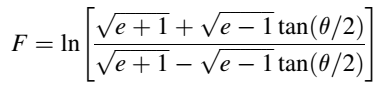 F = ln[(√(e + 1) + √(e − 1) tan(θ/2))/(√(e + 1) − √(e − 1) tan(θ/2))]